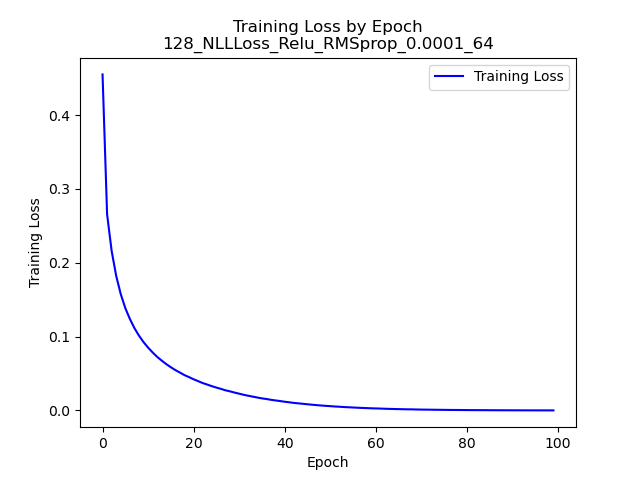 Training Loss by Epoch
128_NLLLoss_Relu_RMSprop_0.0001_64
Training Loss
0.4
0.3
0.2
0.1
0.0
Training Loss
0
20
40
60
80
100
Epoch